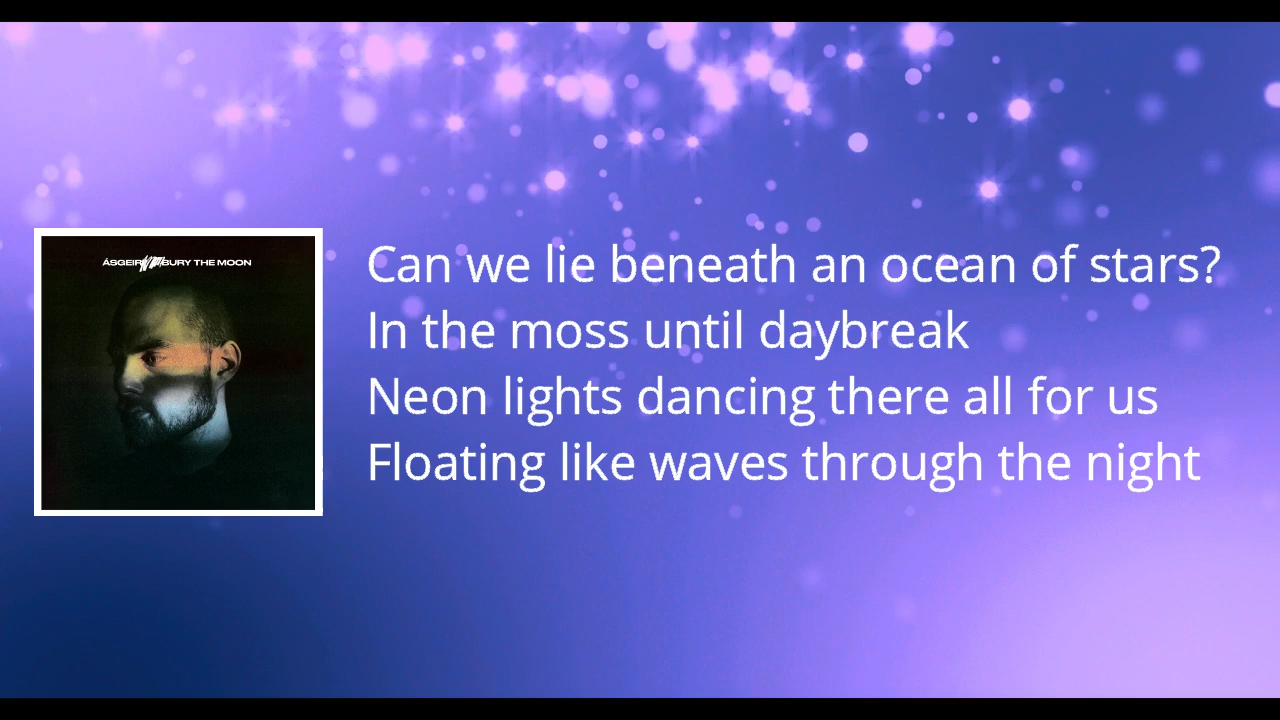 ÁSGEIR BURY THE MOON
Can we lie beneath an ocean of stars?
In the moss until daybreak
Neon lights dancing there all for us
Floating like waves through the night